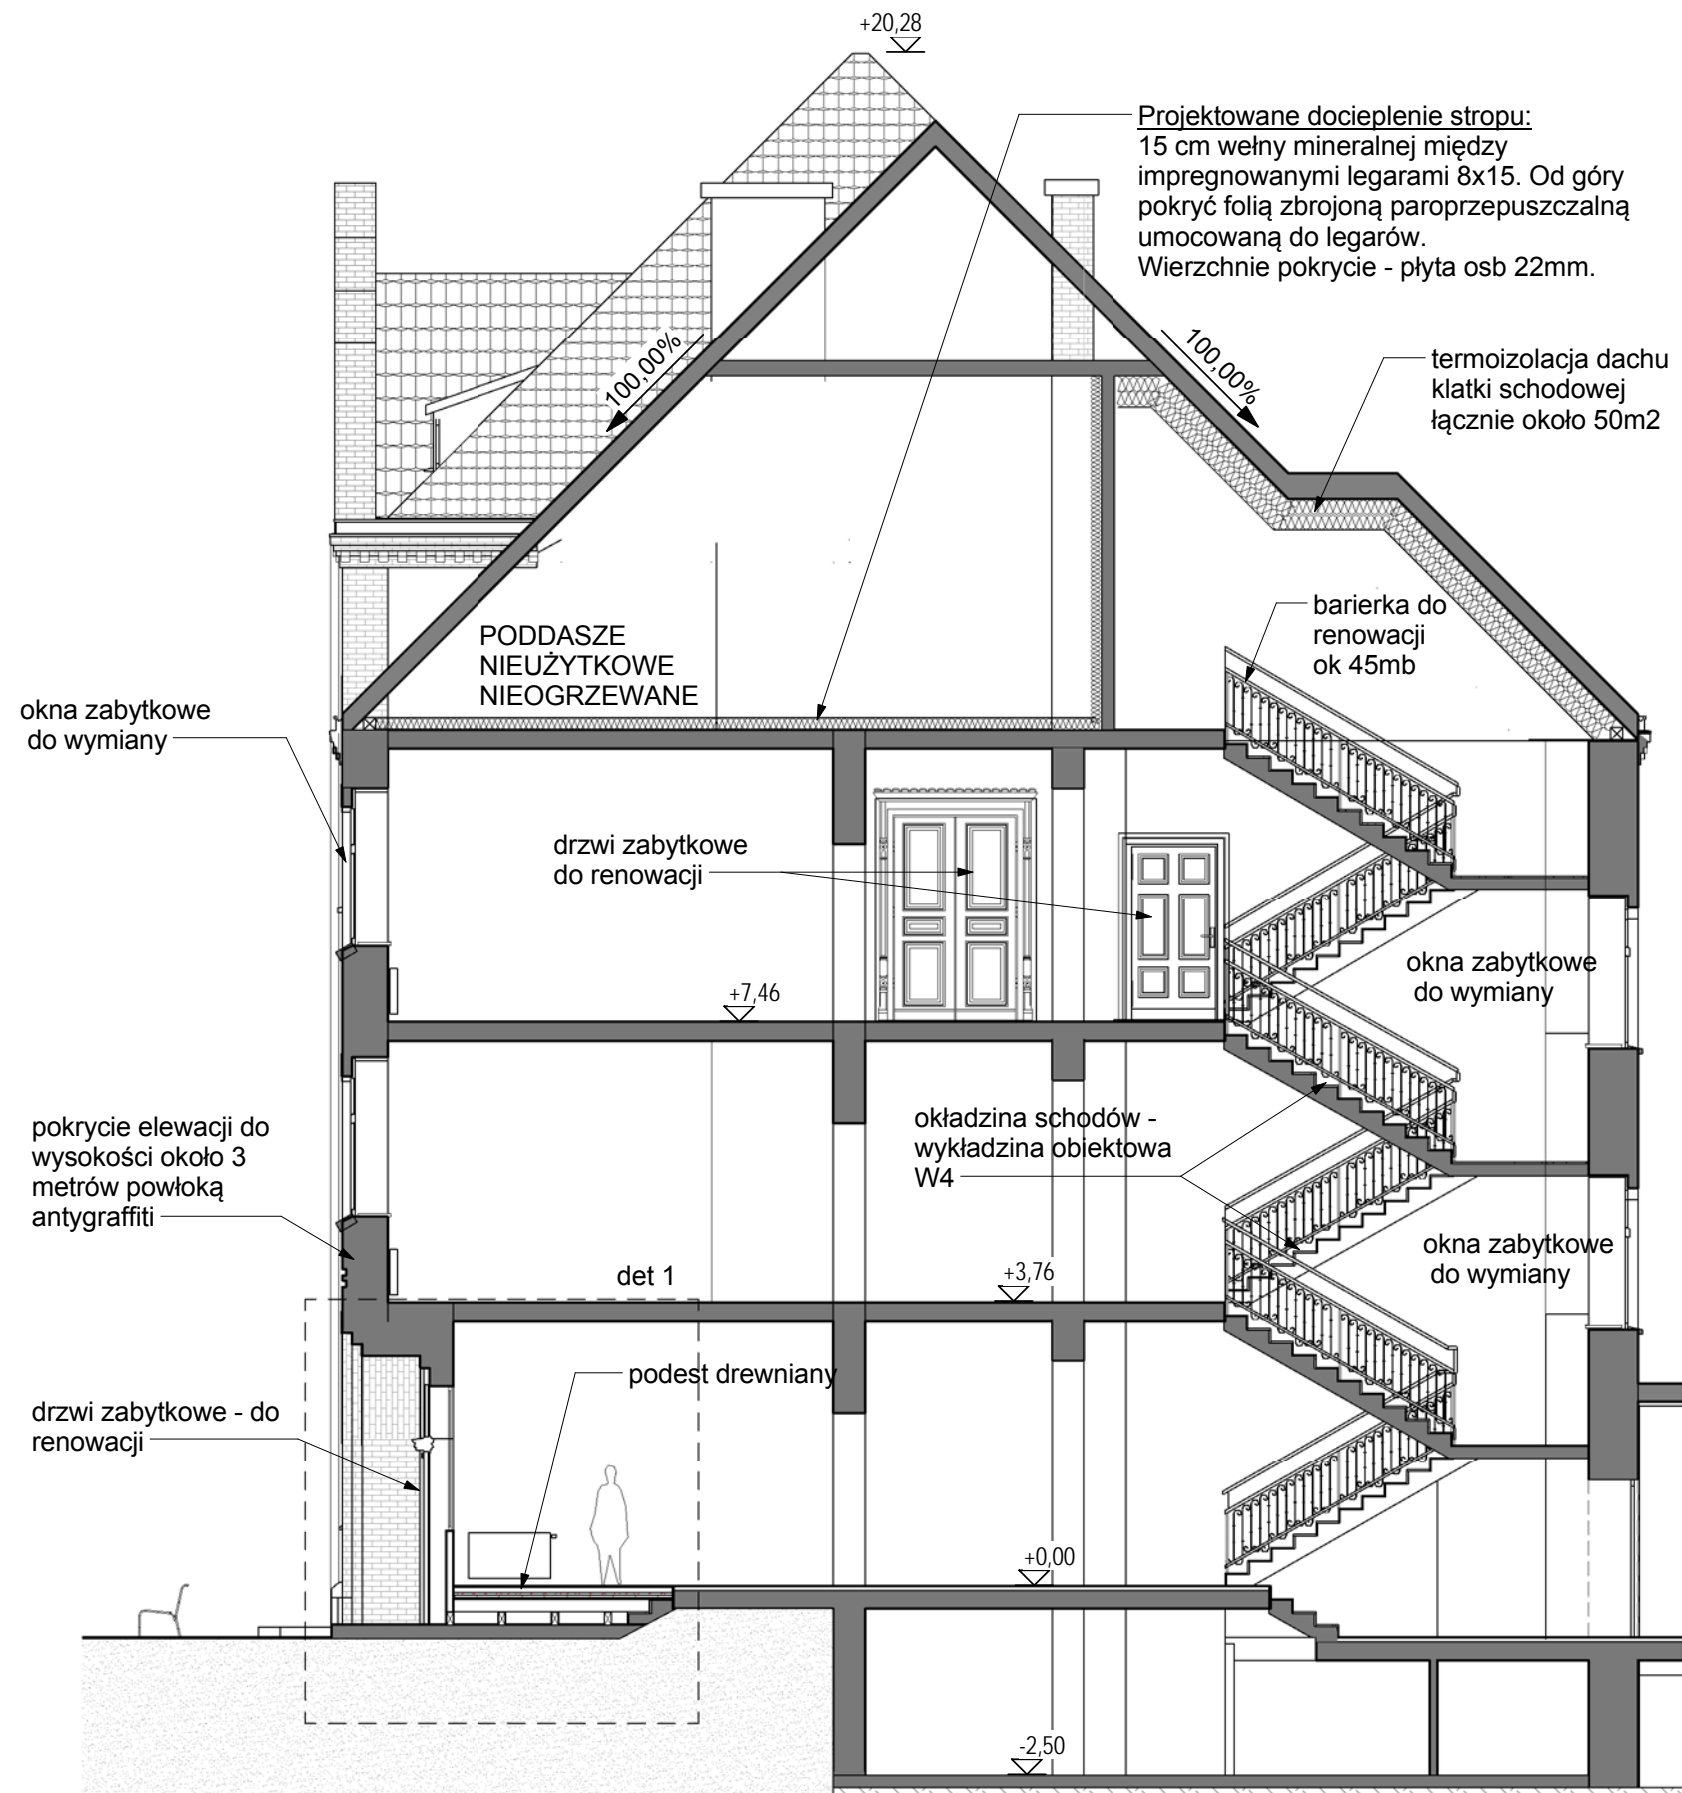 +20,28
Projektowane docieplenie stropu:
15 cm wełny mineralnej między
impregnowanymi legarami 8x15. Od góry
pokryć folią zbrojoną paroprzepuszczalną
umocowaną do legarów.
Wierzchnie pokrycie - płyta osb 22mm.
100,00%
100,00%
termoizolacja dachu
klatki schodowej
łącznie około 50m2
barierka do
renowacji
ok 45mb
PODDASZE
NIEUŻYTKOWE
NIEOGRZEWANE
okna zabytkowe
do wymiany
drzwi zabytkowe
do renowacji
okna zabytkowe
do wymiany
+7,46
okładzina schodów -
wykładzina obiektowa
W4
pokrycie elewacji do
wysokości około 3
metrów powłoką
antygraffiti
okna zabytkowe
do wymiany
det 1
+3,76
podest drewniany
drzwi zabytkowe - do
renowacji
+0,00
-2,50